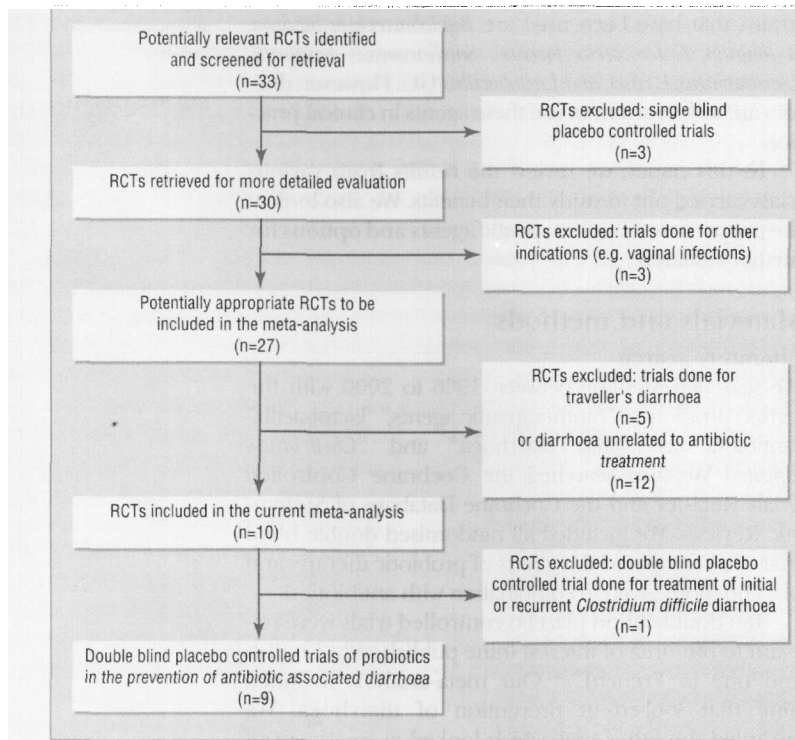 Potentially relevant RCTs identified
and screened for retrieval
(n=33)
RCTs excluded: single blind
placebo controlled trials
(n=3)
RCTs retrieved for more detailed evaluation
(n=30)
RCTs excluded: trials done for other
indications (e.g. vaginal infections)
(n=3)
Potentially appropriate RCTs to be
included in the meta-analysis
(n=27)
RCTs excluded: trials done for
traveller's diarrhoea
(n=5)
or diarrhoea unrelated to antibiotic
treatment
(n=12)
RCTs included in the current meta-analysis
(n=10)
RCTs excluded: double blind placebo
controlled trial done for treatment of initial
or recurrent Clostridium difficile diarrhoea
(n=1)
Double blind placebo controlled trials of probiotics
in the prevention of antibiotic associated diarrhoea
(n=9)